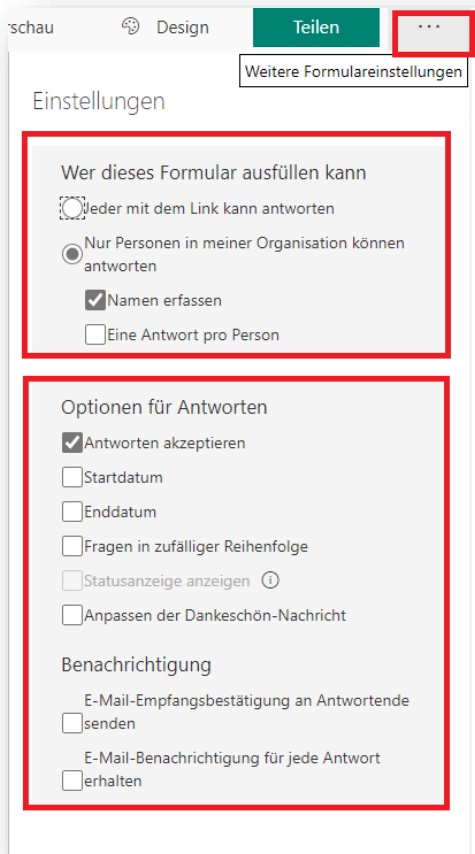 rschau Design Teilen ...
Weitere Formulareinstellungen
Einstellungen
Wer dieses Formular ausfüllen kann
Jeder mit dem Link kann antworten
Nur Personen in meiner Organisation können
antworten
Namen erfassen
Eine Antwort pro Person
Optionen für Antworten
Antworten akzeptieren
Startdatum
Enddatum
Fragen in zufälliger Reihenfolge
Statusanzeige anzeigen
Anpassen der Dankeschön-Nachricht
Benachrichtigung
E-Mail-Empfangsbestätigung an Antwortende
senden
E-Mail-Benachrichtigung für jede Antwort
erhalten